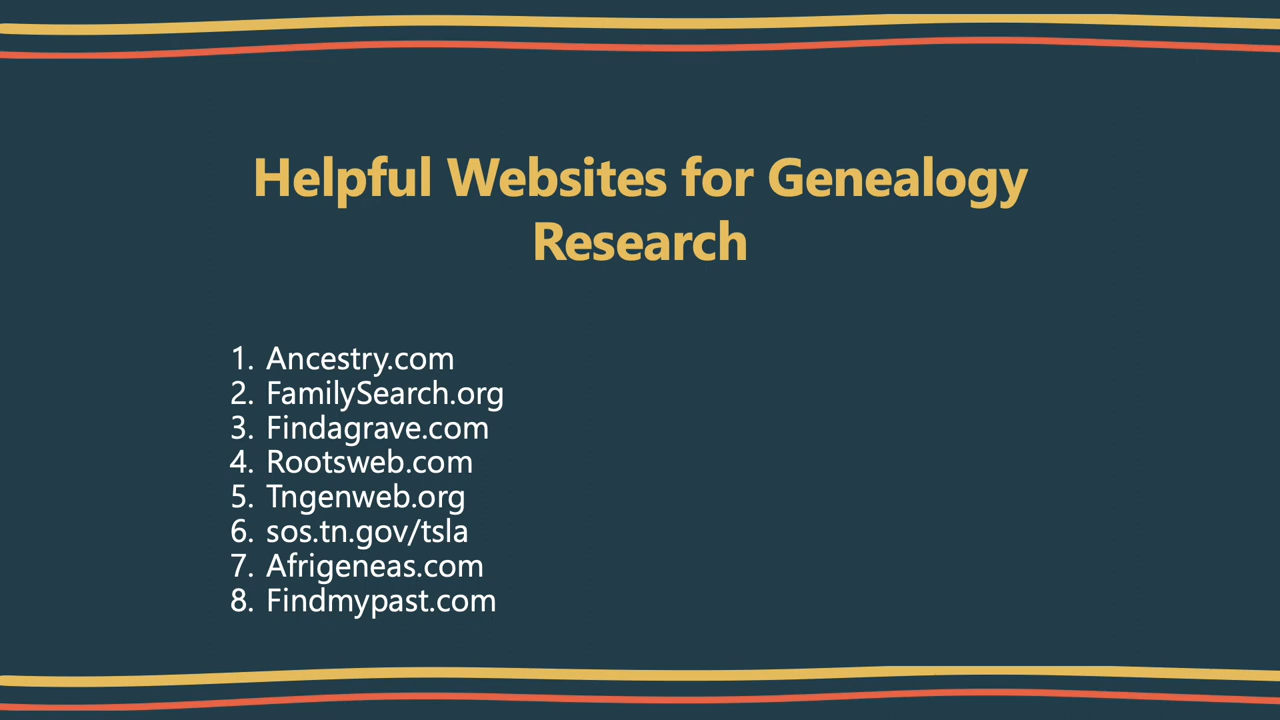 Helpful Websites for Genealogy
Research
1. Ancestry.com
2. FamilySearch.org
3. Findagrave.com
4. Rootsweb.com
5. Tngenweb.org
6. sos.tn.gov/tsla
7. Afrigeneas.com
8. Findmypast.com